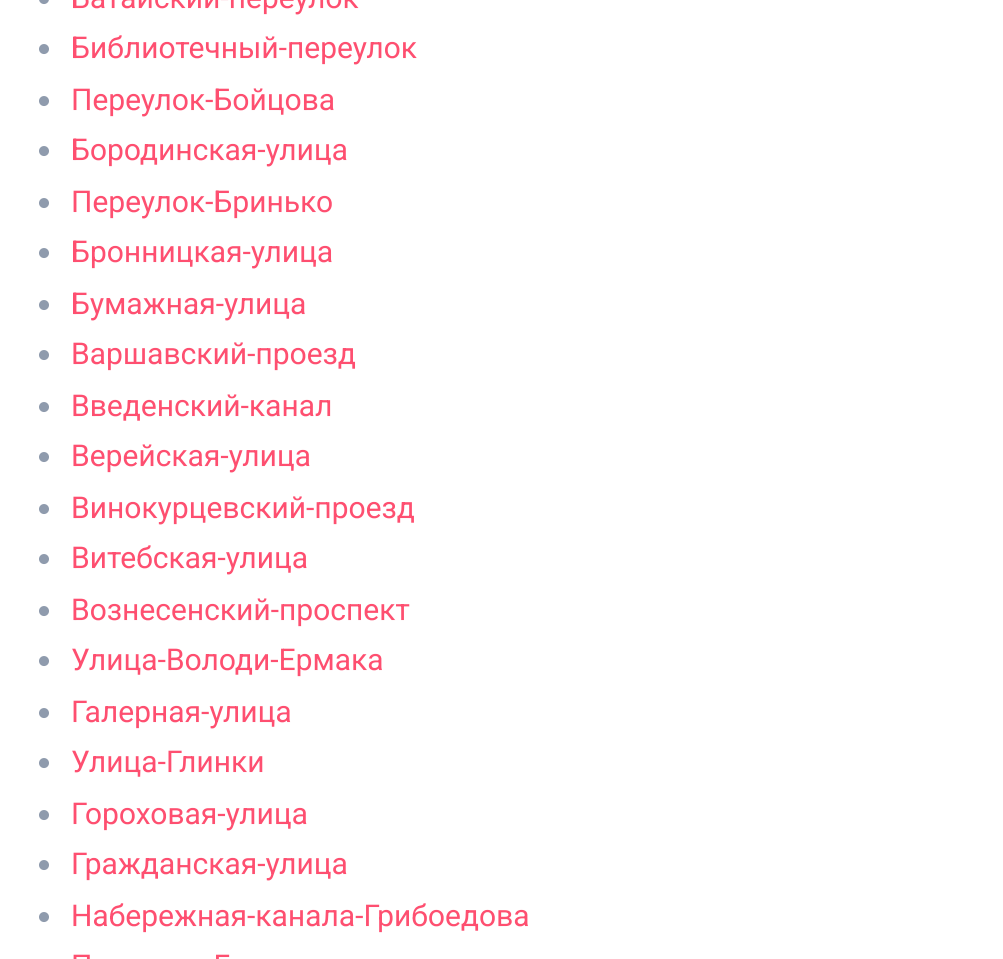 Батайский-переулок
Библиотечный-переулок
Переулок-Бойцова
Бородинская-улица
Переулок-Бринько
Бронницкая-улица
Бумажная-улица
Варшавский-проезд
Введенский-канал
Верейская-улица
Винокурцевский-проезд
Витебская-улица
Вознесенский-проспект
Улица-Володи-Ермака
Галерная-улица
Улица-Глинки
Гороховая-улица
Гражданская-улица
Набережная-канала-Грибоедова